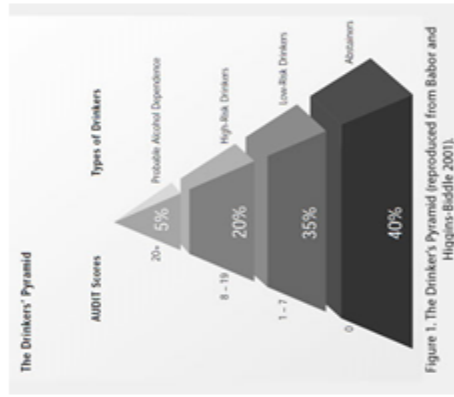 The Drinkers' Pyramid
AUDIT Scores
Types of Drinkers
20+
5%
Probable Alcohol Dependence
8 – 19
20%
High-Risk Drinkers
1 – 7
35%
Low-Risk Drinkers
0
40%
Abstainers
Figure 1. The Drinker's Pyramid (reproduced from Babor and
Higgins-Biddle 2001).